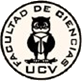 FACULTAD DE CIENCIAS
UCV